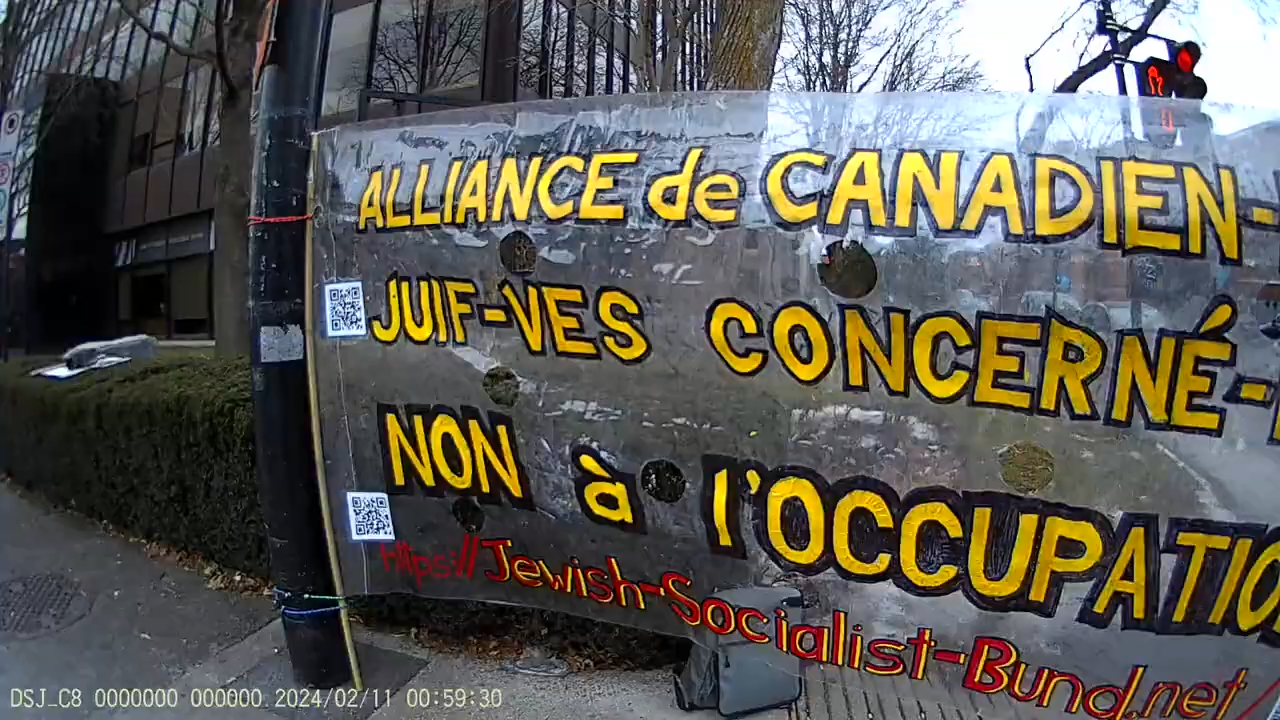 ALLIANCE de CANADIEN-
JUIF-VES CONCERNÉ-
NON à l'OCCUPATIO
https://Jewish-Socialist-Bund.net/
DSJ_C8 0000000 000000 2024/02/11 00:59:30